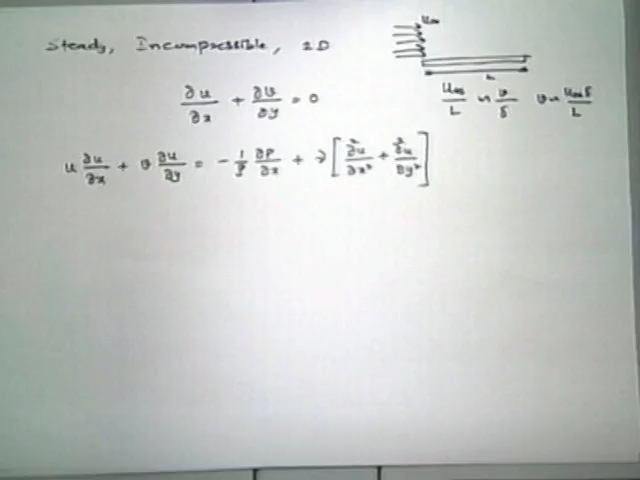 Steady, Incompressible, 2D
U∞
L
∂u/∂x + ∂v/∂y = 0
U∞/L ~ v/δ v ~ U∞δ/L
u ∂u/∂x + v ∂u/∂y = - 1/ρ ∂P/∂x + ν [∂²u/∂x² + ∂²u/∂y²]